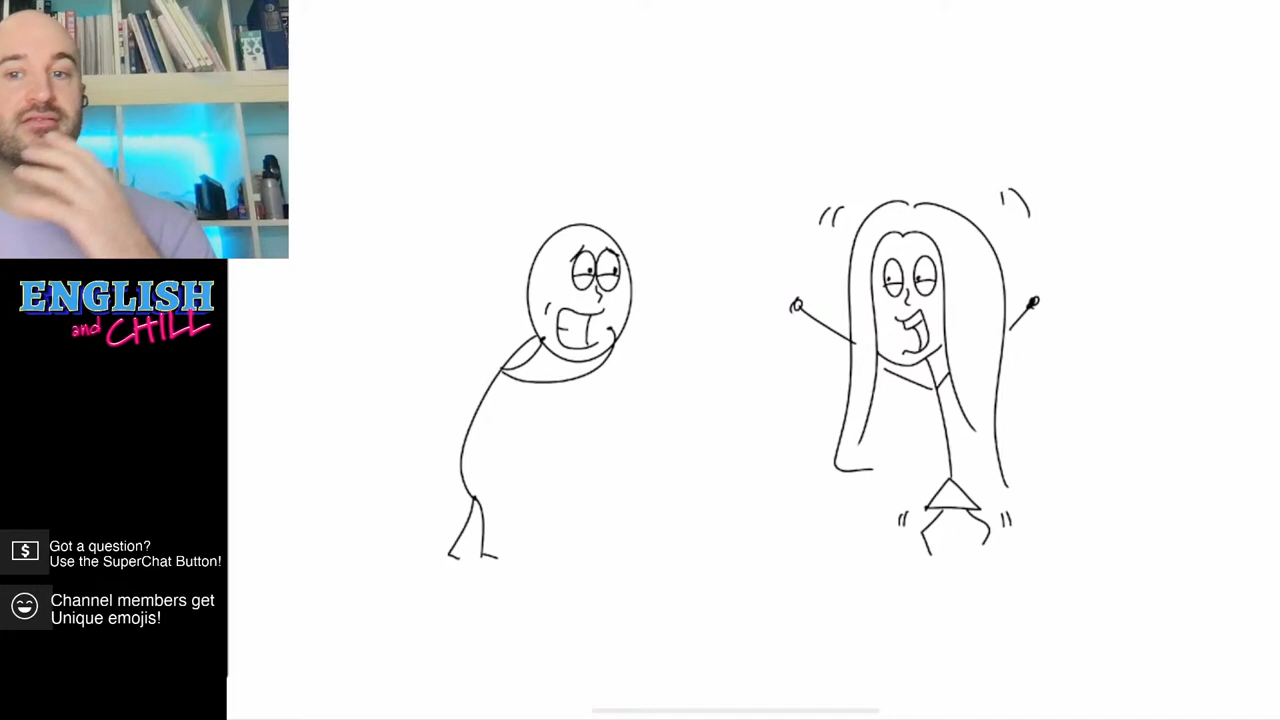 ENGLISH
and CHILL
Got a question?
Use the SuperChat Button!
Channel members get
Unique emojis!